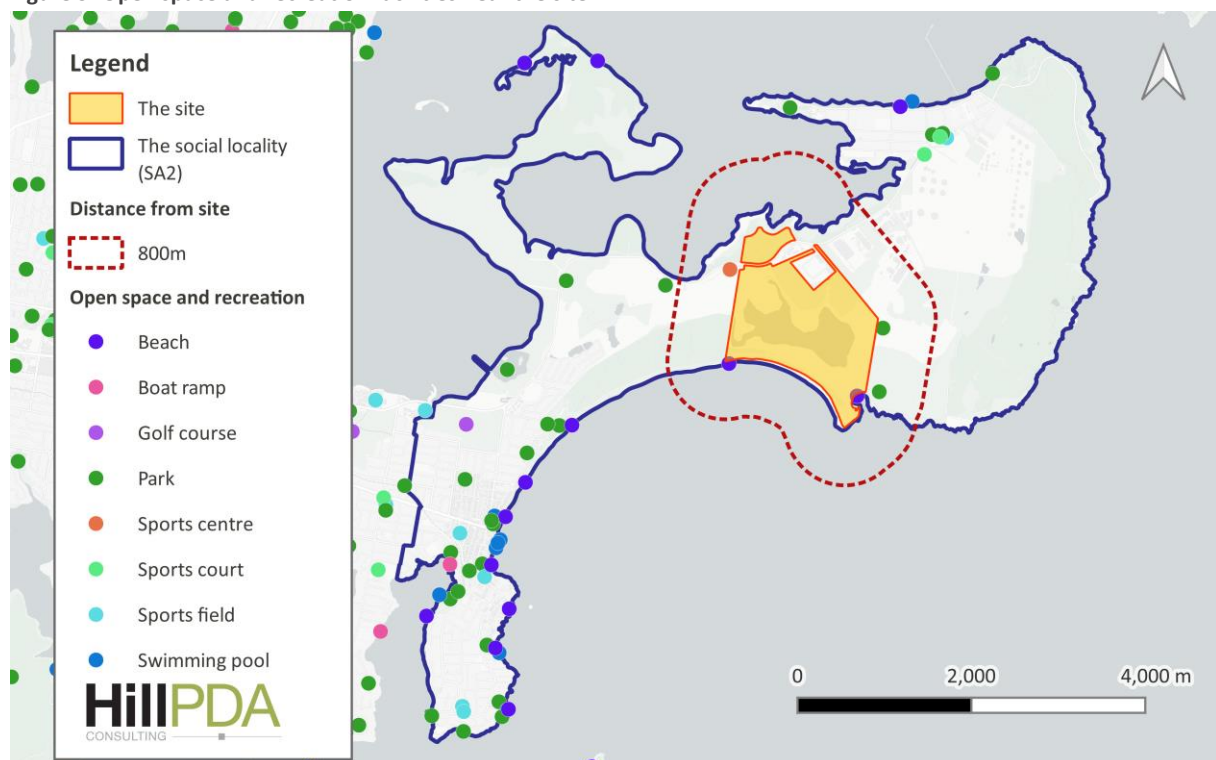 Legend
The site
The social locality
(SA2)
Distance from site
800m
Open space and recreation
Beach
Boat ramp
Golf course
Park
Sports centre
Sports court
Sports field
Swimming pool
HillPDA
CONSULTING
0 2,000 4,000 m